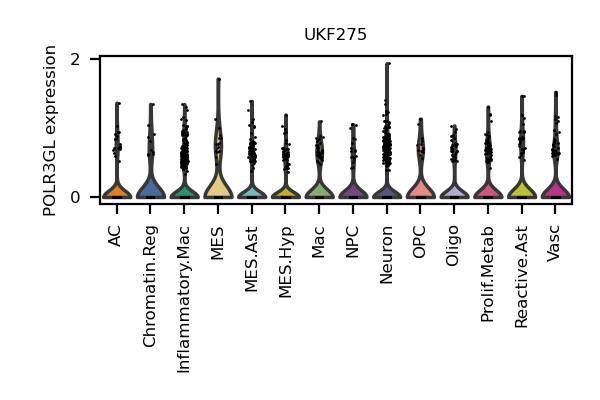 UKF275
POLR3GL expression
2
0
AC
Chromatin.Reg
Inflammatory.Mac
MES
MES.Ast
MES.Hyp
Mac
NPC
Neuron
OPC
Oligo
Prolif.Metab
Reactive.Ast
Vasc